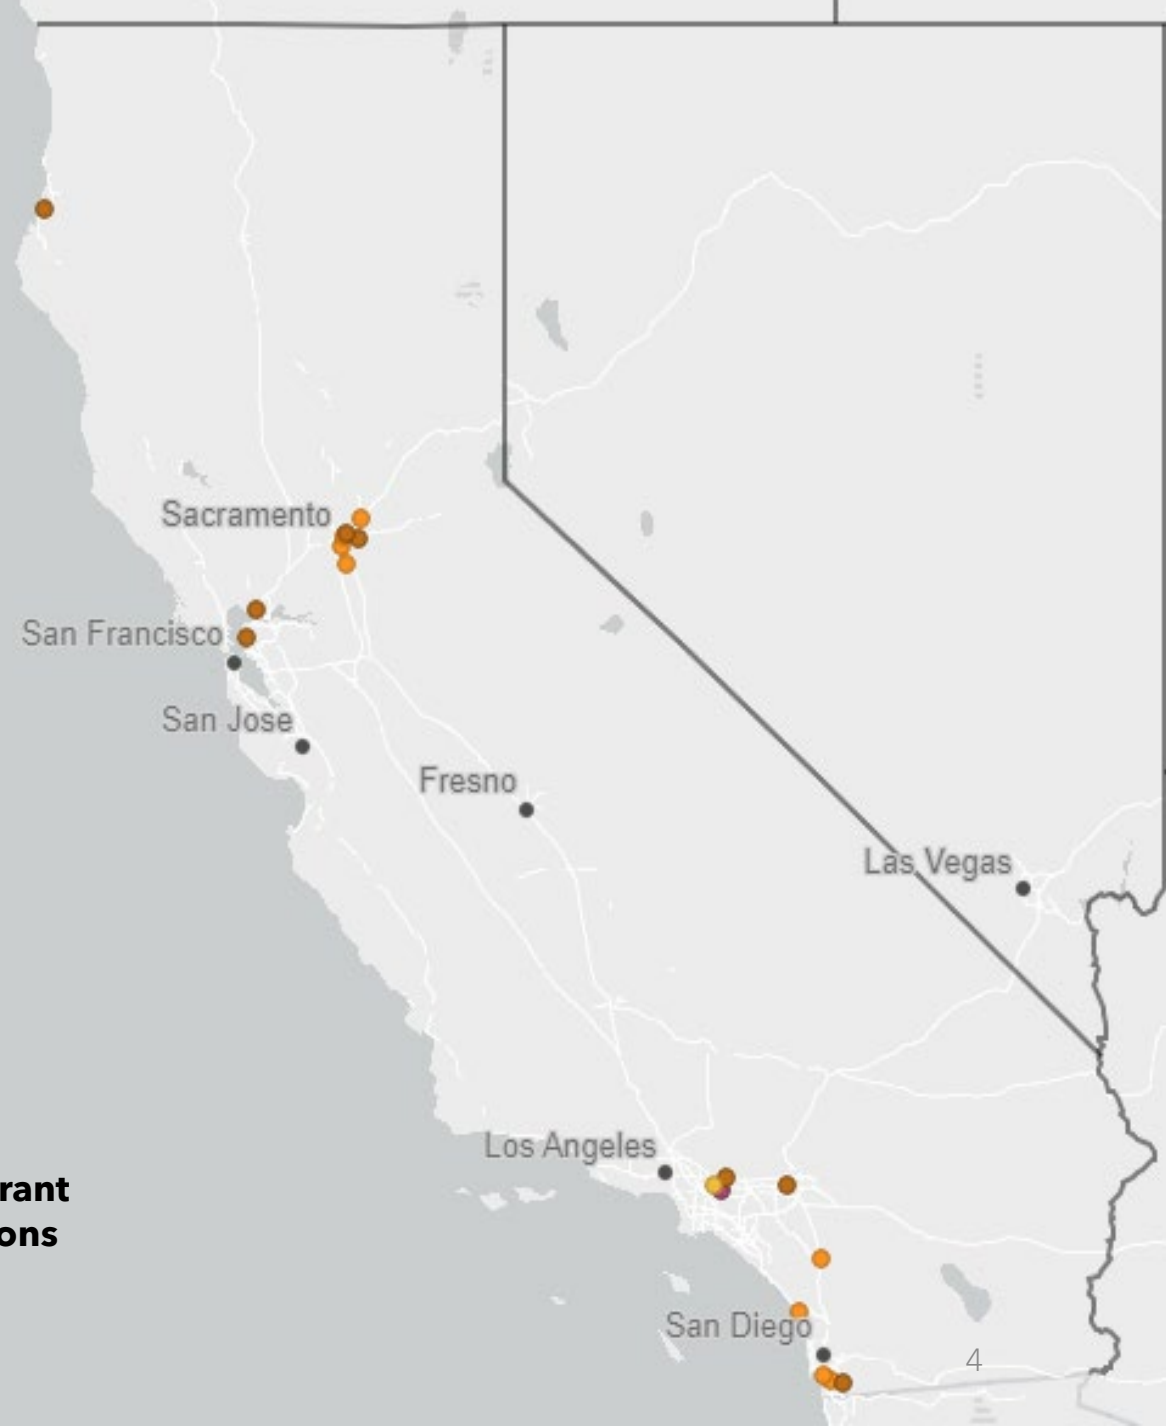 Sacramento
San Francisco
San Jose
Fresno
Las Vegas
Los Angeles
rant
ons
San Diego
4